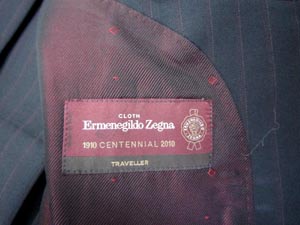 CLOTH
Ermenegildo Zegna
1910 CENTENNIAL 2010
TRAVELLER